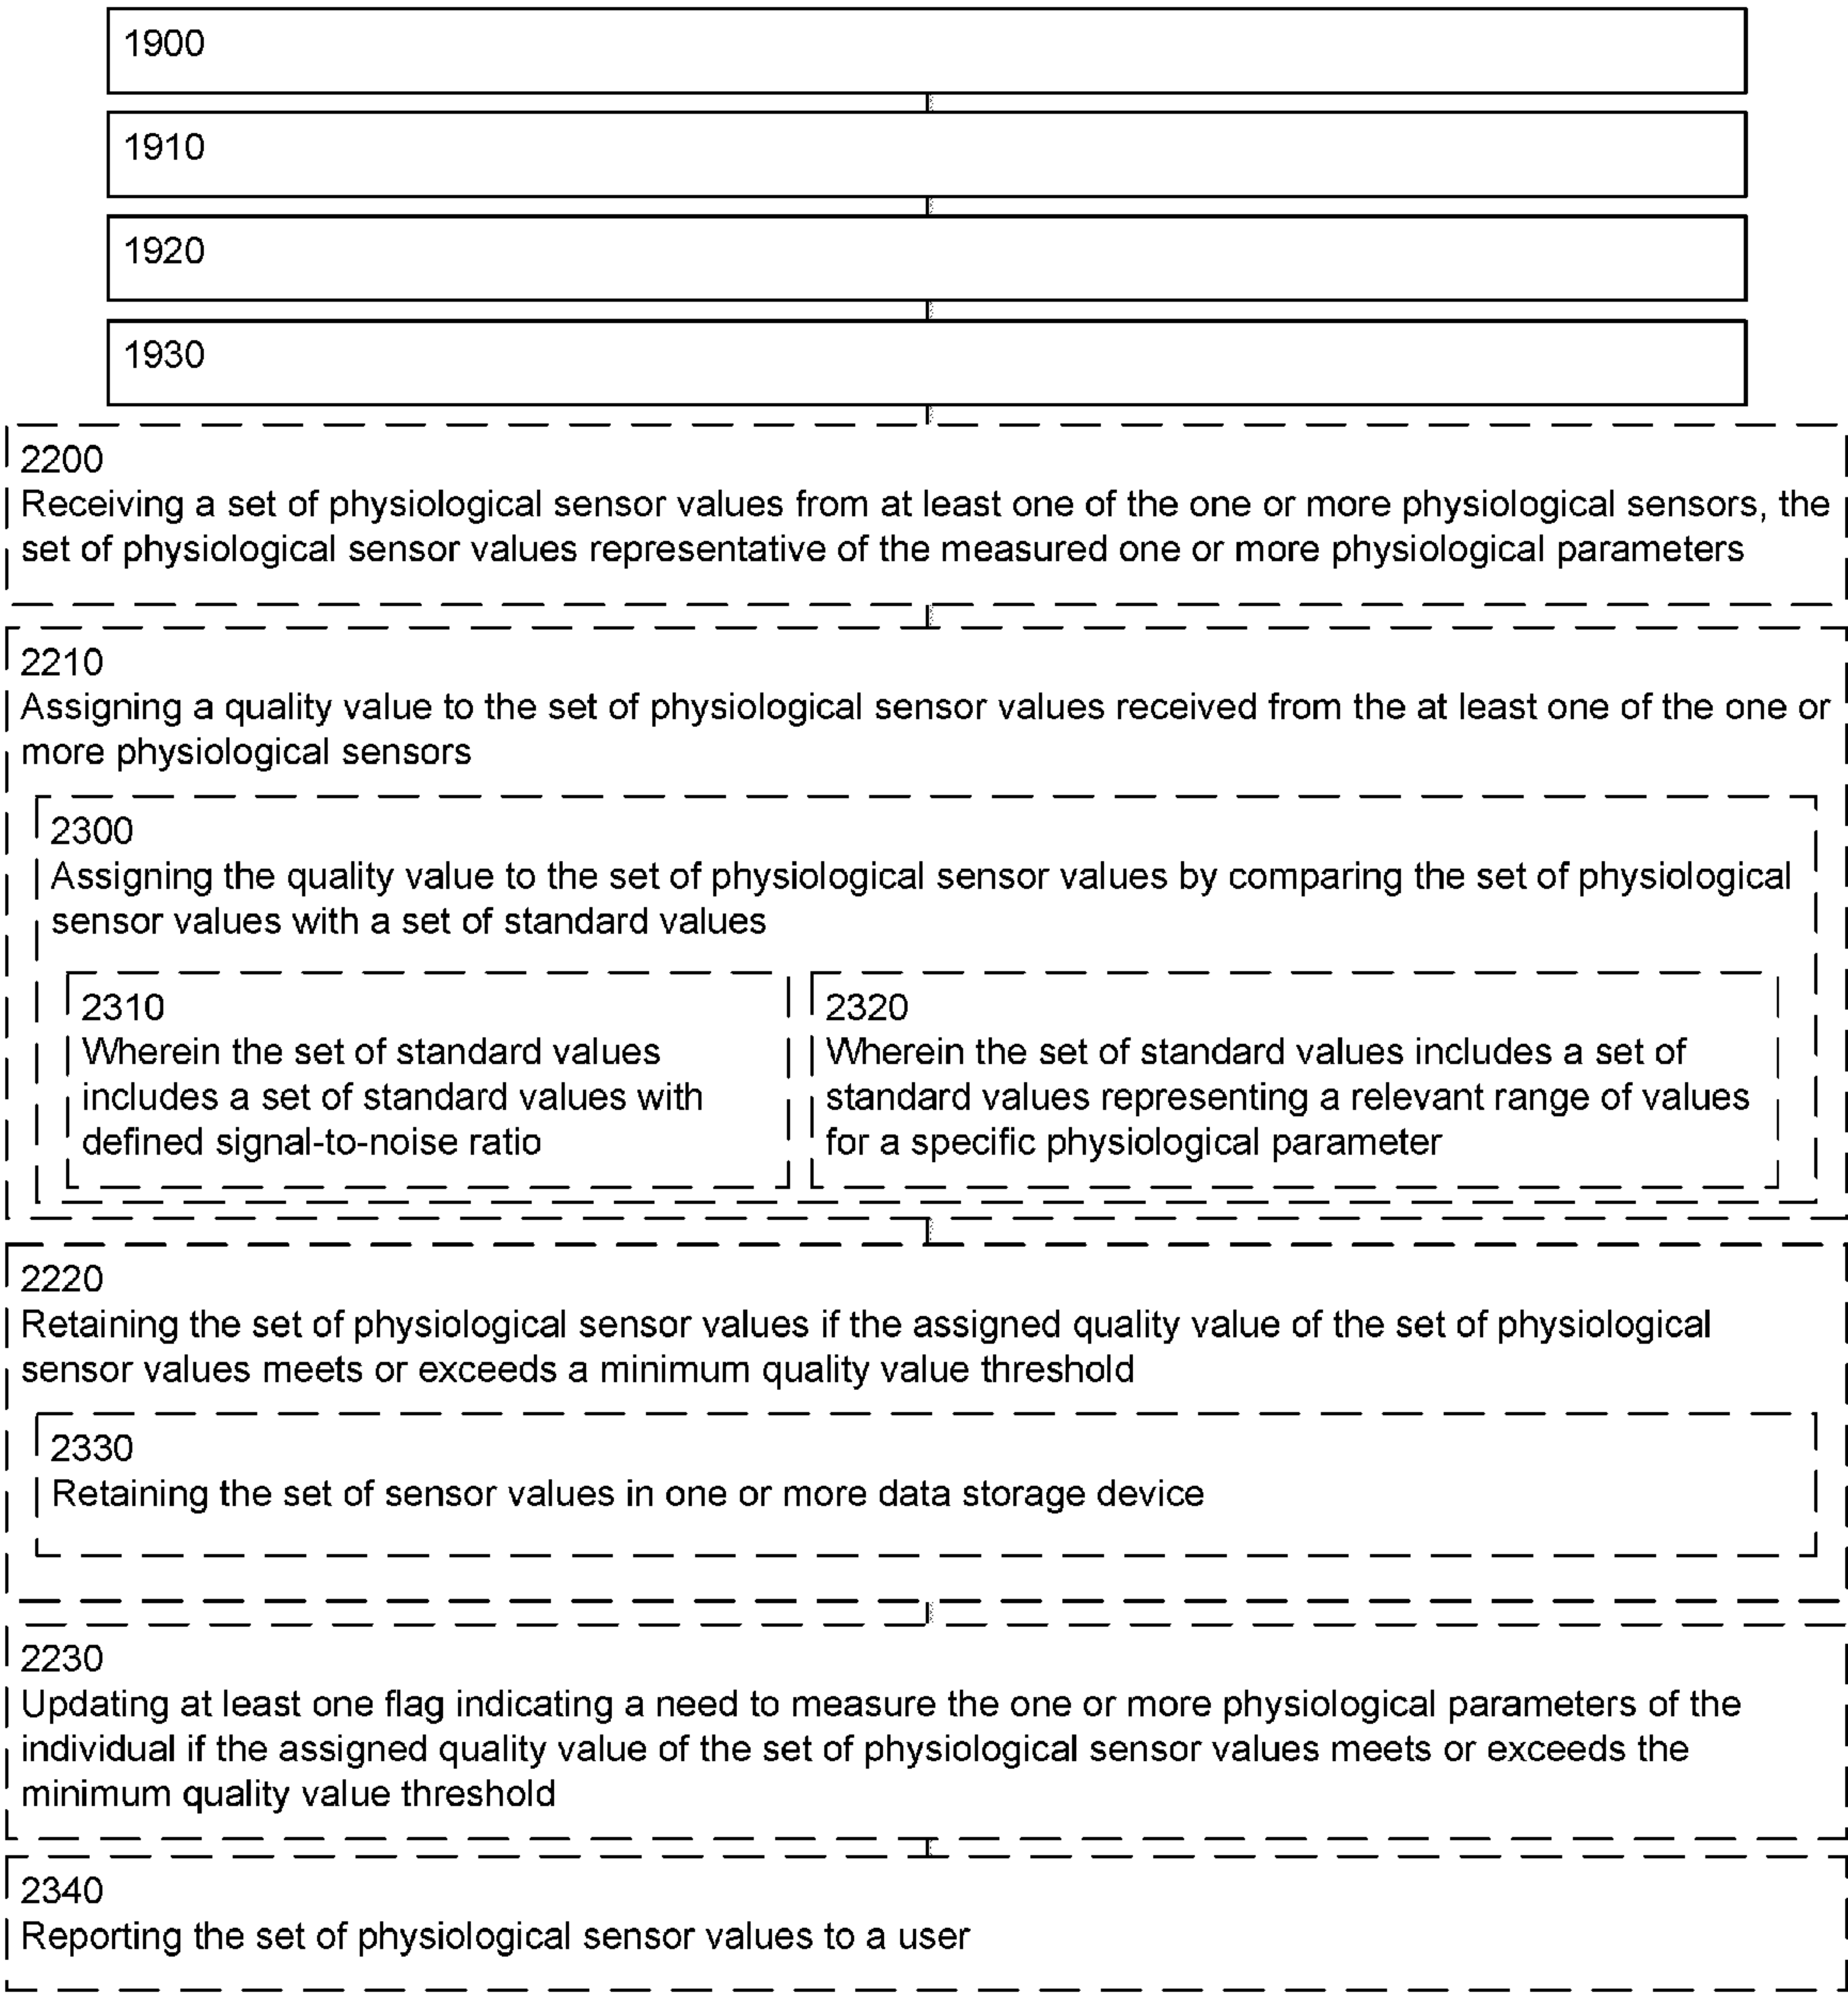 1900
1910
1920
1930
2200
Receiving a set of physiological sensor values from at least one of the one or more physiological sensors, the
set of physiological sensor values representative of the measured one or more physiological parameters
2210
Assigning a quality value to the set of physiological sensor values received from the at least one of the one or
more physiological sensors
2300
Assigning the quality value to the set of physiological sensor values by comparing the set of physiological
sensor values with a set of standard values
2310
Wherein the set of standard values
includes a set of standard values with
defined signal-to-noise ratio
2320
Wherein the set of standard values includes a set of
standard values representing a relevant range of values
for a specific physiological parameter
2220
Retaining the set of physiological sensor values if the assigned quality value of the set of physiological
sensor values meets or exceeds a minimum quality value threshold
2330
Retaining the set of sensor values in one or more data storage device
2230
Updating at least one flag indicating a need to measure the one or more physiological parameters of the
individual if the assigned quality value of the set of physiological sensor values meets or exceeds the
minimum quality value threshold
2340
Reporting the set of physiological sensor values to a user